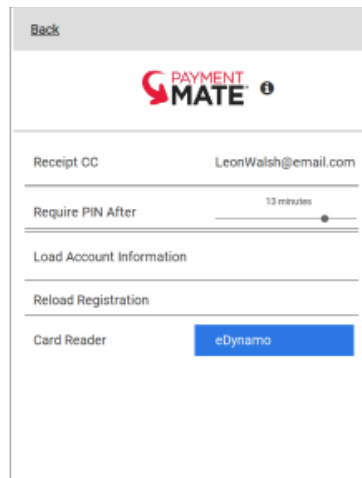 Back
PAYMENT
MATE
Receipt CC LeonWalsh@email.com
13 minutes
Require PIN After
Load Account Information
Reload Registration
Card Reader eDynamo